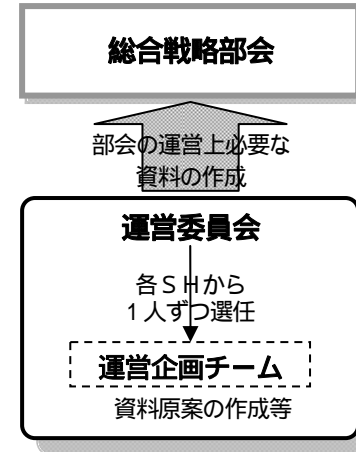 総合戦略部会
部会の運営上必要な
資料の作成
運営委員会
各ＳＨから
１人ずつ選任
運営企画チーム
資料原案の作成等